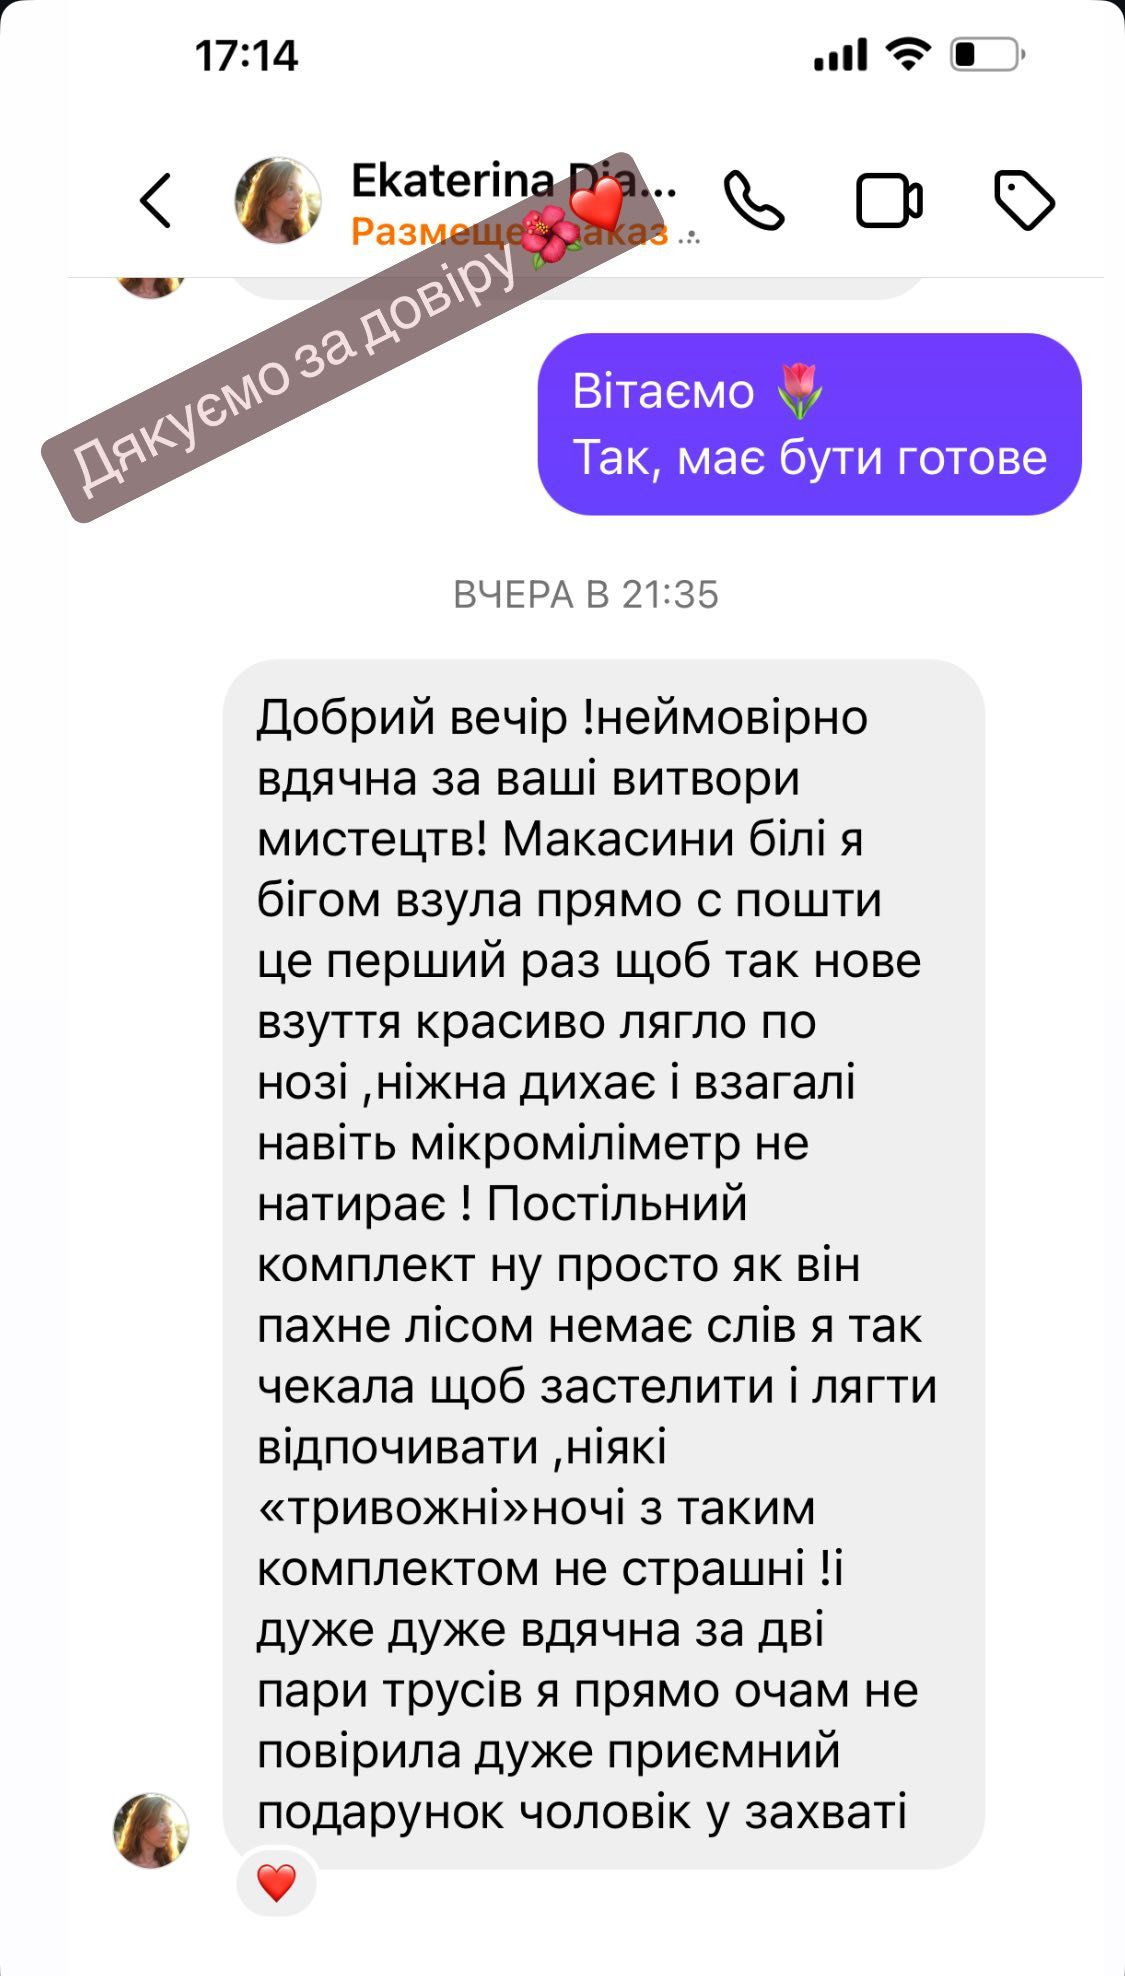 17:14
Ekaterina Dia...
Размещен заказ
Дякуємо за довіру🌺❤️
Вітаємо 🌷
Так, має бути готове
ВЧЕРА В 21:35
Добрий вечір !неймовірно
вдячна за ваші витвори
мистецтв! Макасини білі я
бігом взула прямо с пошти
це перший раз щоб так нове
взуття красиво лягло по
нозі ,ніжна дихає і взагалі
навіть мікроміліметр не
натирає ! Постільний
комплект ну просто як він
пахне лісом немає слів я так
чекала щоб застелити і лягти
відпочивати ,ніякі
«тривожні»ночі з таким
комплектом не страшні !і
дуже дуже вдячна за дві
пари трусів я прямо очам не
повірила дуже приємний
подарунок чоловік у захваті
❤️